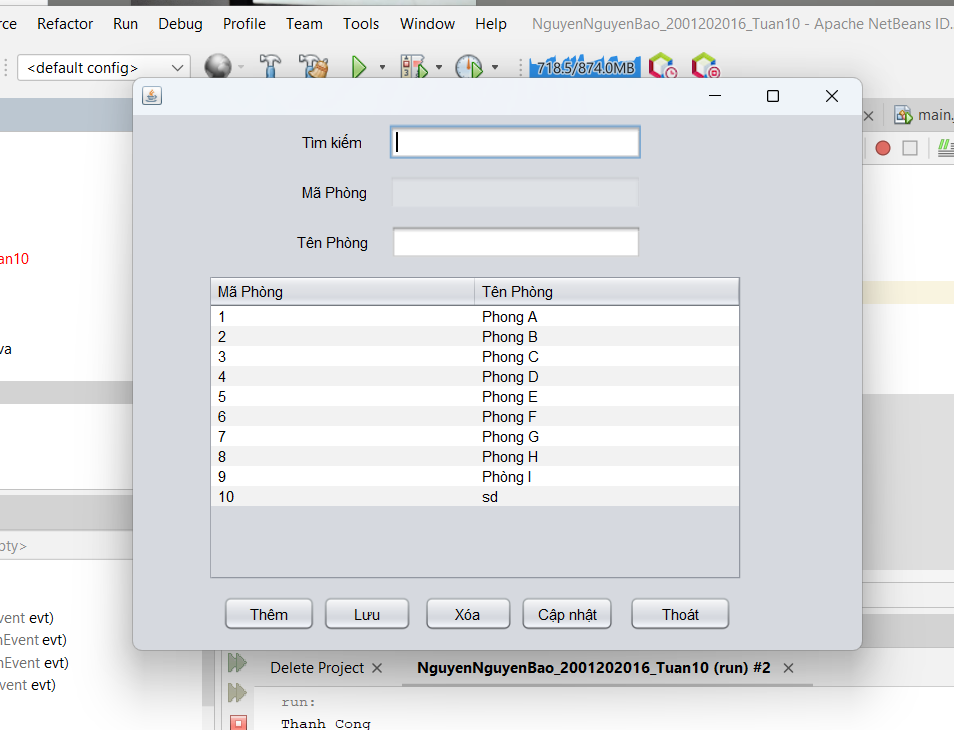 rce Refactor Run Debug Profile Team Tools Window Help NguyenNguyenBao_2001202016_Tuan10 - Apache NetBeans ID.
<default config> 718.5/874.0MB
main.
Tìm kiếm
Mã Phòng
Tên Phòng
an10
Mã Phòng Tên Phòng
1 Phong A
2 Phong B
va
3 Phong C
4 Phong D
5 Phong E
6 Phong F
7 Phong G
8 Phong H
9 Phòng I
10 sd
pty>
Thêm Lưu Xóa Cập nhật Thoát
vent evt)
nEvent evt)
nEvent evt)
vent evt)
Delete Project NguyenNguyenBao_2001202016_Tuan10 (run) #2
run:
Thanh Cong